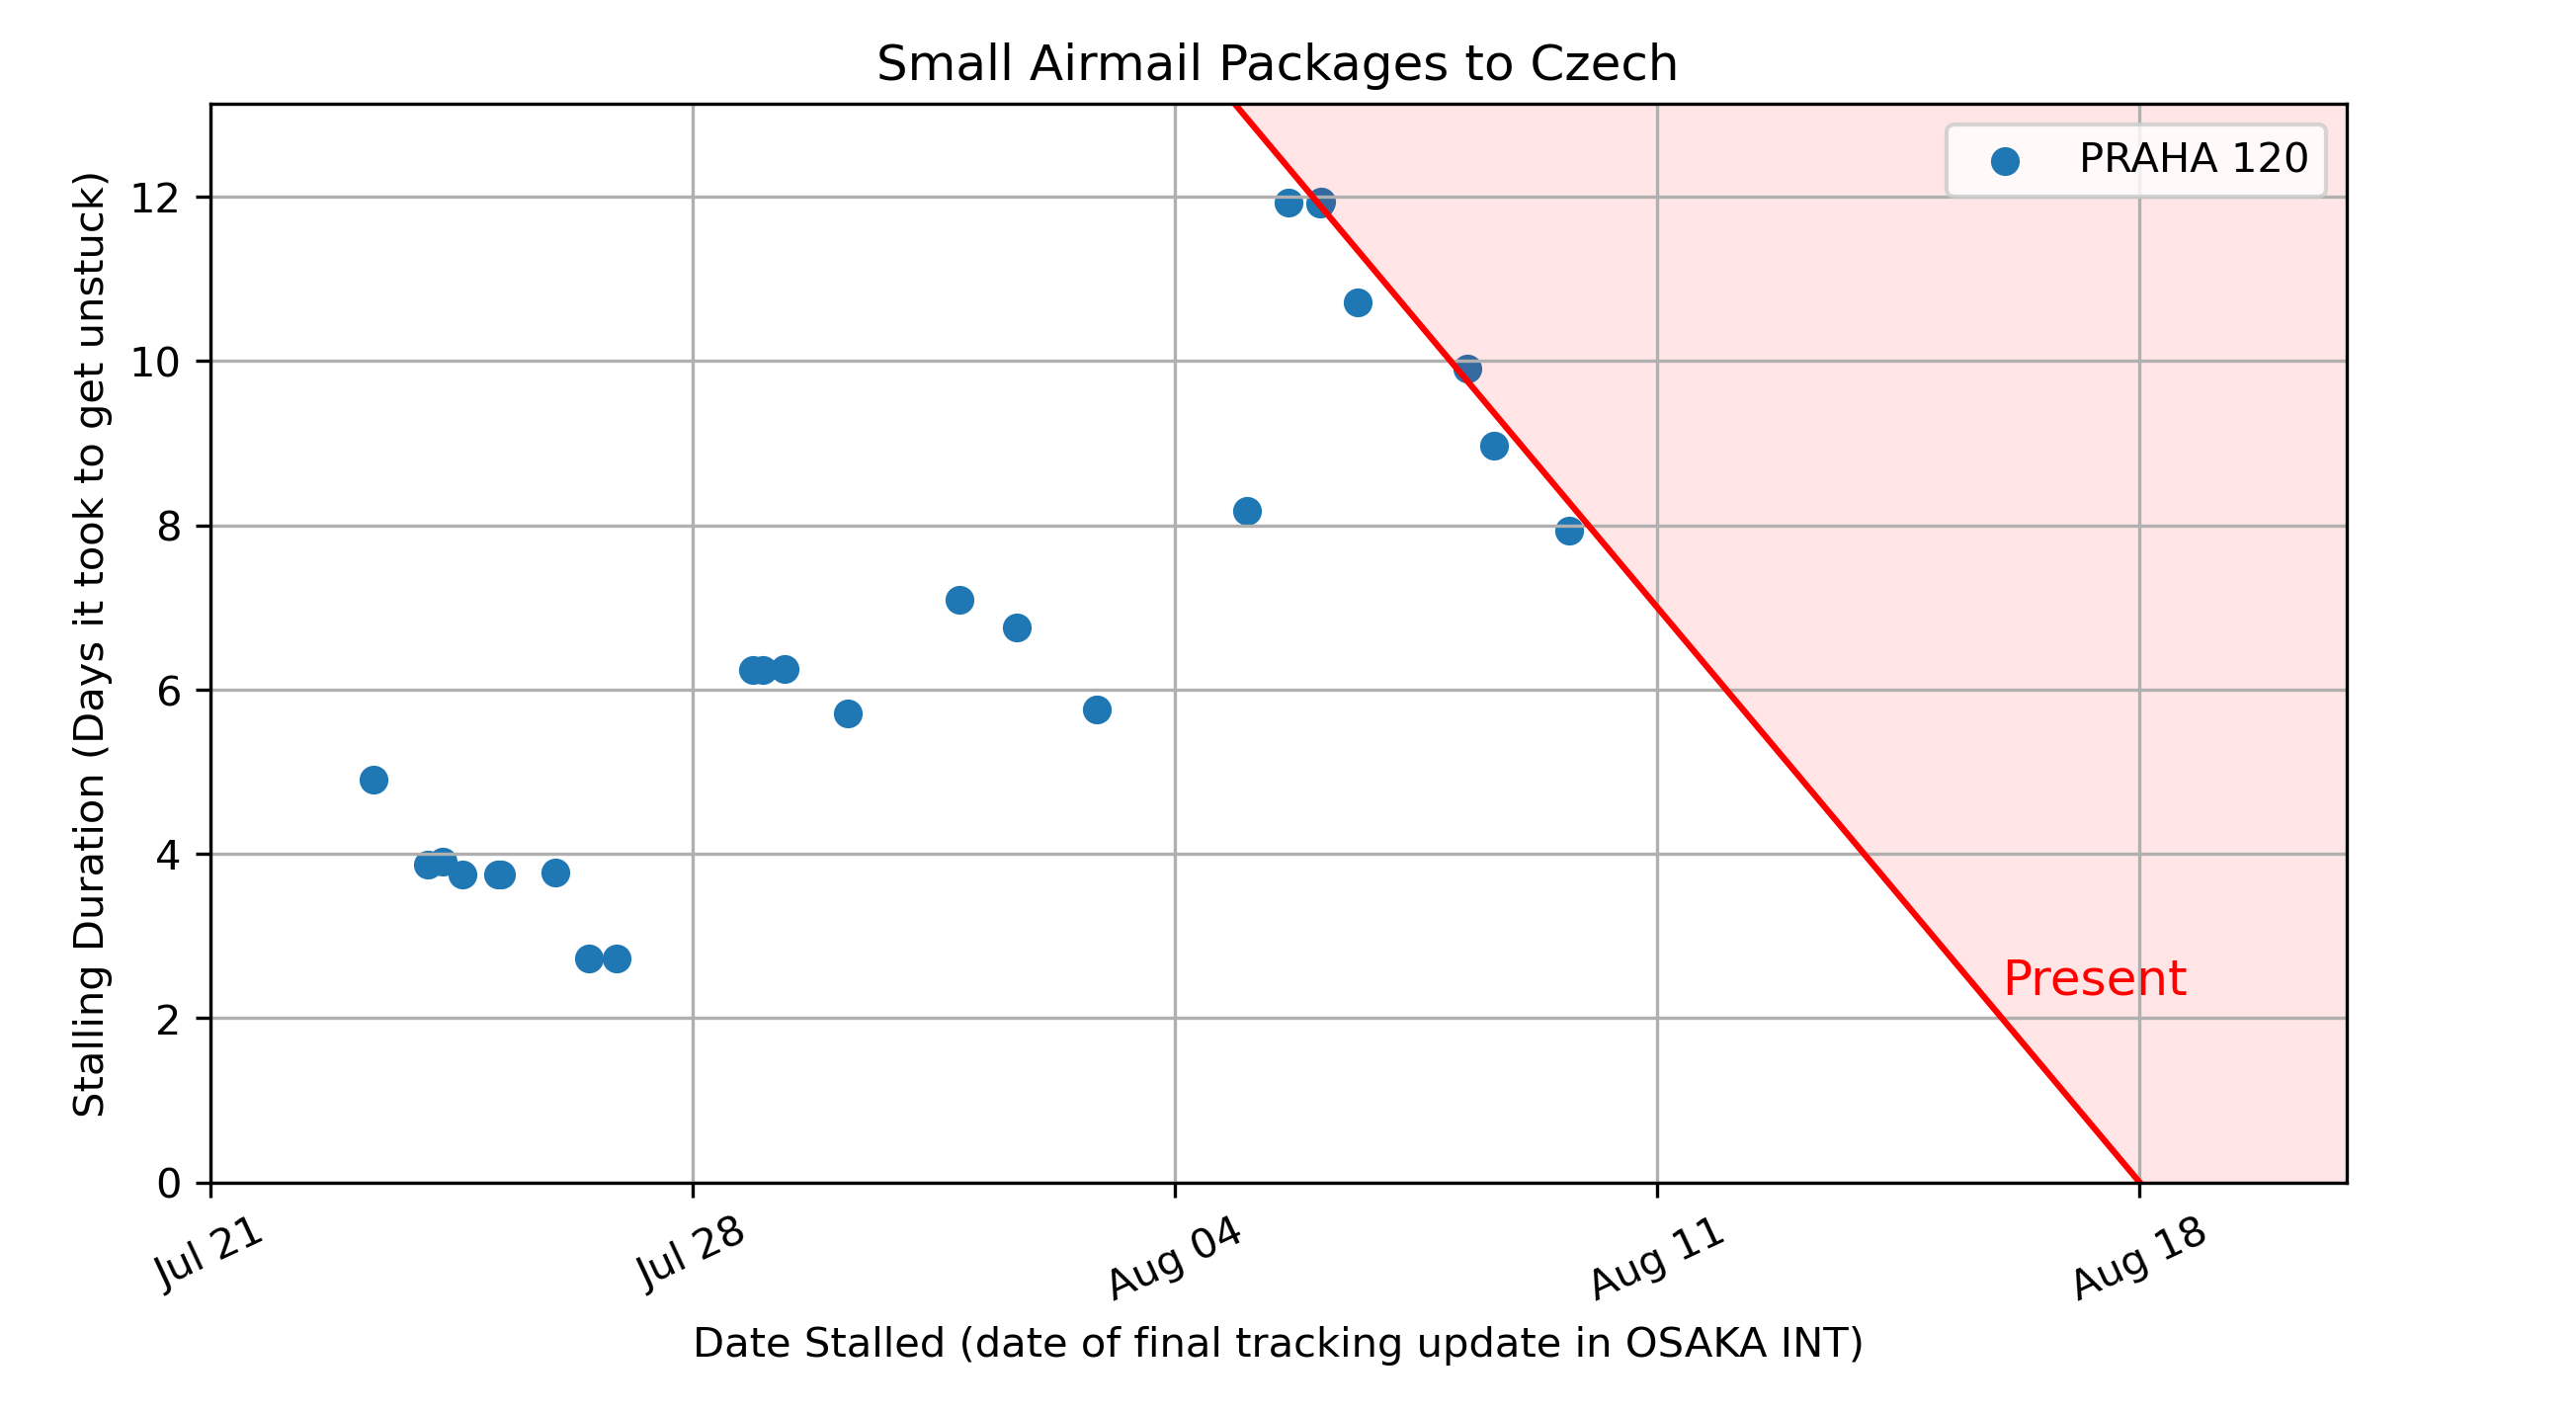 Small Airmail Packages to Czech
PRAHA 120
Stalling Duration (Days it took to get unstuck)
12
10
8
6
4
2
0
Present
Jul 21
Jul 28
Aug 04
Aug 11
Aug 18
Date Stalled (date of final tracking update in OSAKA INT)